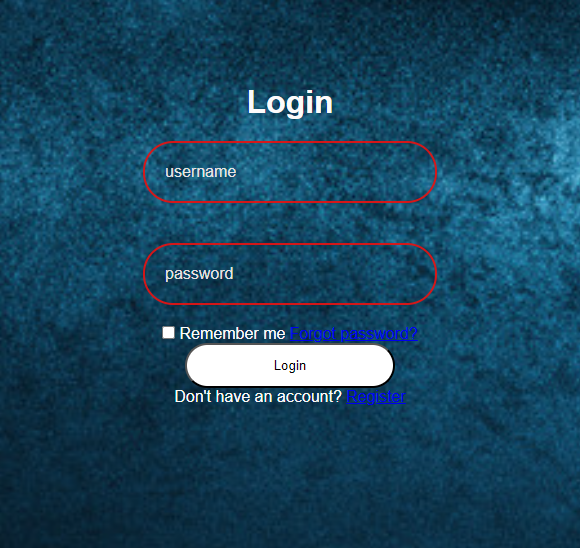 Login
username
password
Remember me Forgot password?
Login
Don't have an account? Register